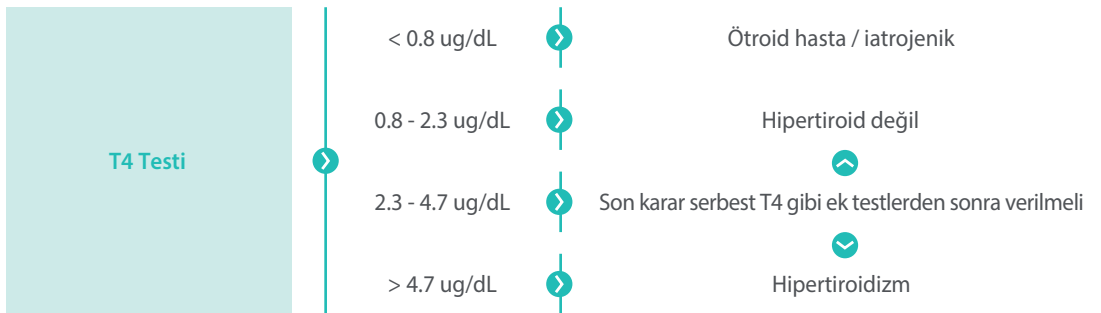 T4 Testi
< 0.8 ug/dL
Ötroid hasta / iatrojenik
0.8 - 2.3 ug/dL
Hipertiroid değil
2.3 - 4.7 ug/dL
Son karar serbest T4 gibi ek testlerden sonra verilmeli
> 4.7 ug/dL
Hipertiroidizm